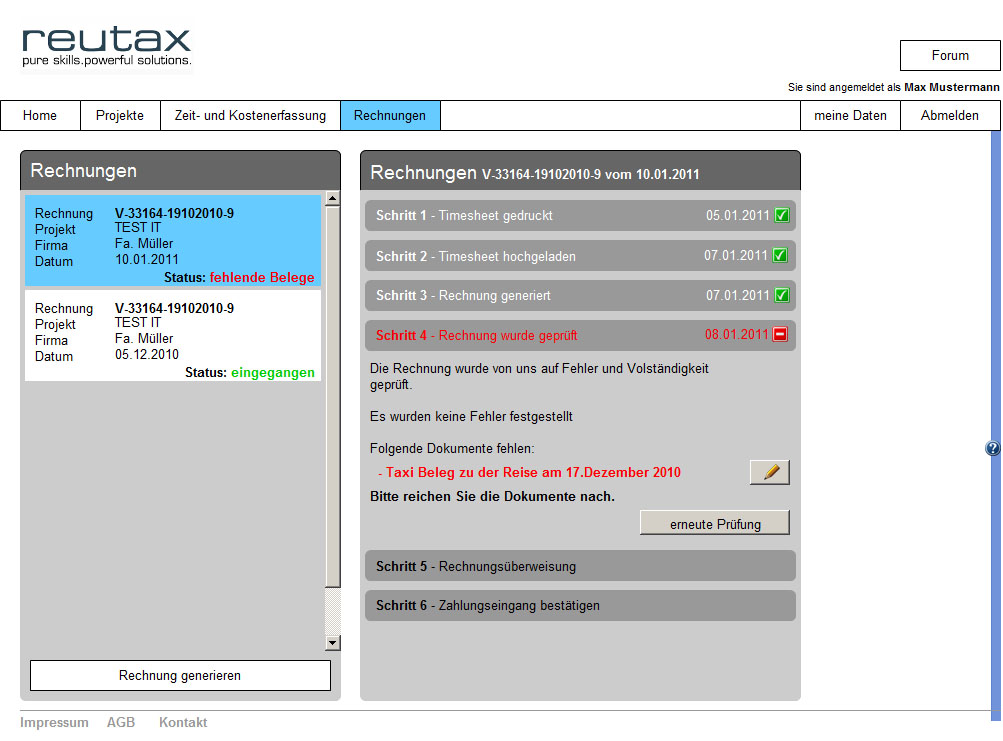 reutax
pure skills.powerful solutions.
Forum
Sie sind angemeldet als Max Mustermann
Home Projekte Zeit- und Kostenerfassung Rechnungen meine Daten Abmelden
Rechnungen
Rechnung V-33164-19102010-9
Projekt TEST IT
Firma Fa. Müller
Datum 10.01.2011
Status: fehlende Belege
Rechnung V-33164-19102010-9
Projekt TEST IT
Firma Fa. Müller
Datum 05.12.2010
Status: eingegangen
Rechnung generieren
Rechnungen V-33164-19102010-9 vom 10.01.2011
Schritt 1 - Timesheet gedruckt 05.01.2011
Schritt 2 - Timesheet hochgeladen 07.01.2011
Schritt 3 - Rechnung generiert 07.01.2011
Schritt 4 - Rechnung wurde geprüft 08.01.2011
Die Rechnung wurde von uns auf Fehler und Volständigkeit
geprüft.
Es wurden keine Fehler festgestellt
Folgende Dokumente fehlen:
- Taxi Beleg zu der Reise am 17.Dezember 2010
Bitte reichen Sie die Dokumente nach.
erneute Prüfung
Schritt 5 - Rechnungsüberweisung
Schritt 6 - Zahlungseingang bestätigen
?
Impressum AGB Kontakt